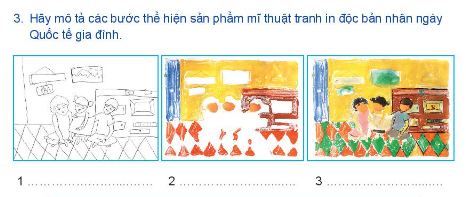 3. Hãy mô tả các bước thể hiện sản phẩm mĩ thuật tranh in độc bản nhân ngày
Quốc tế gia đình.
1 ............................ 2 ............................ 3 ............................